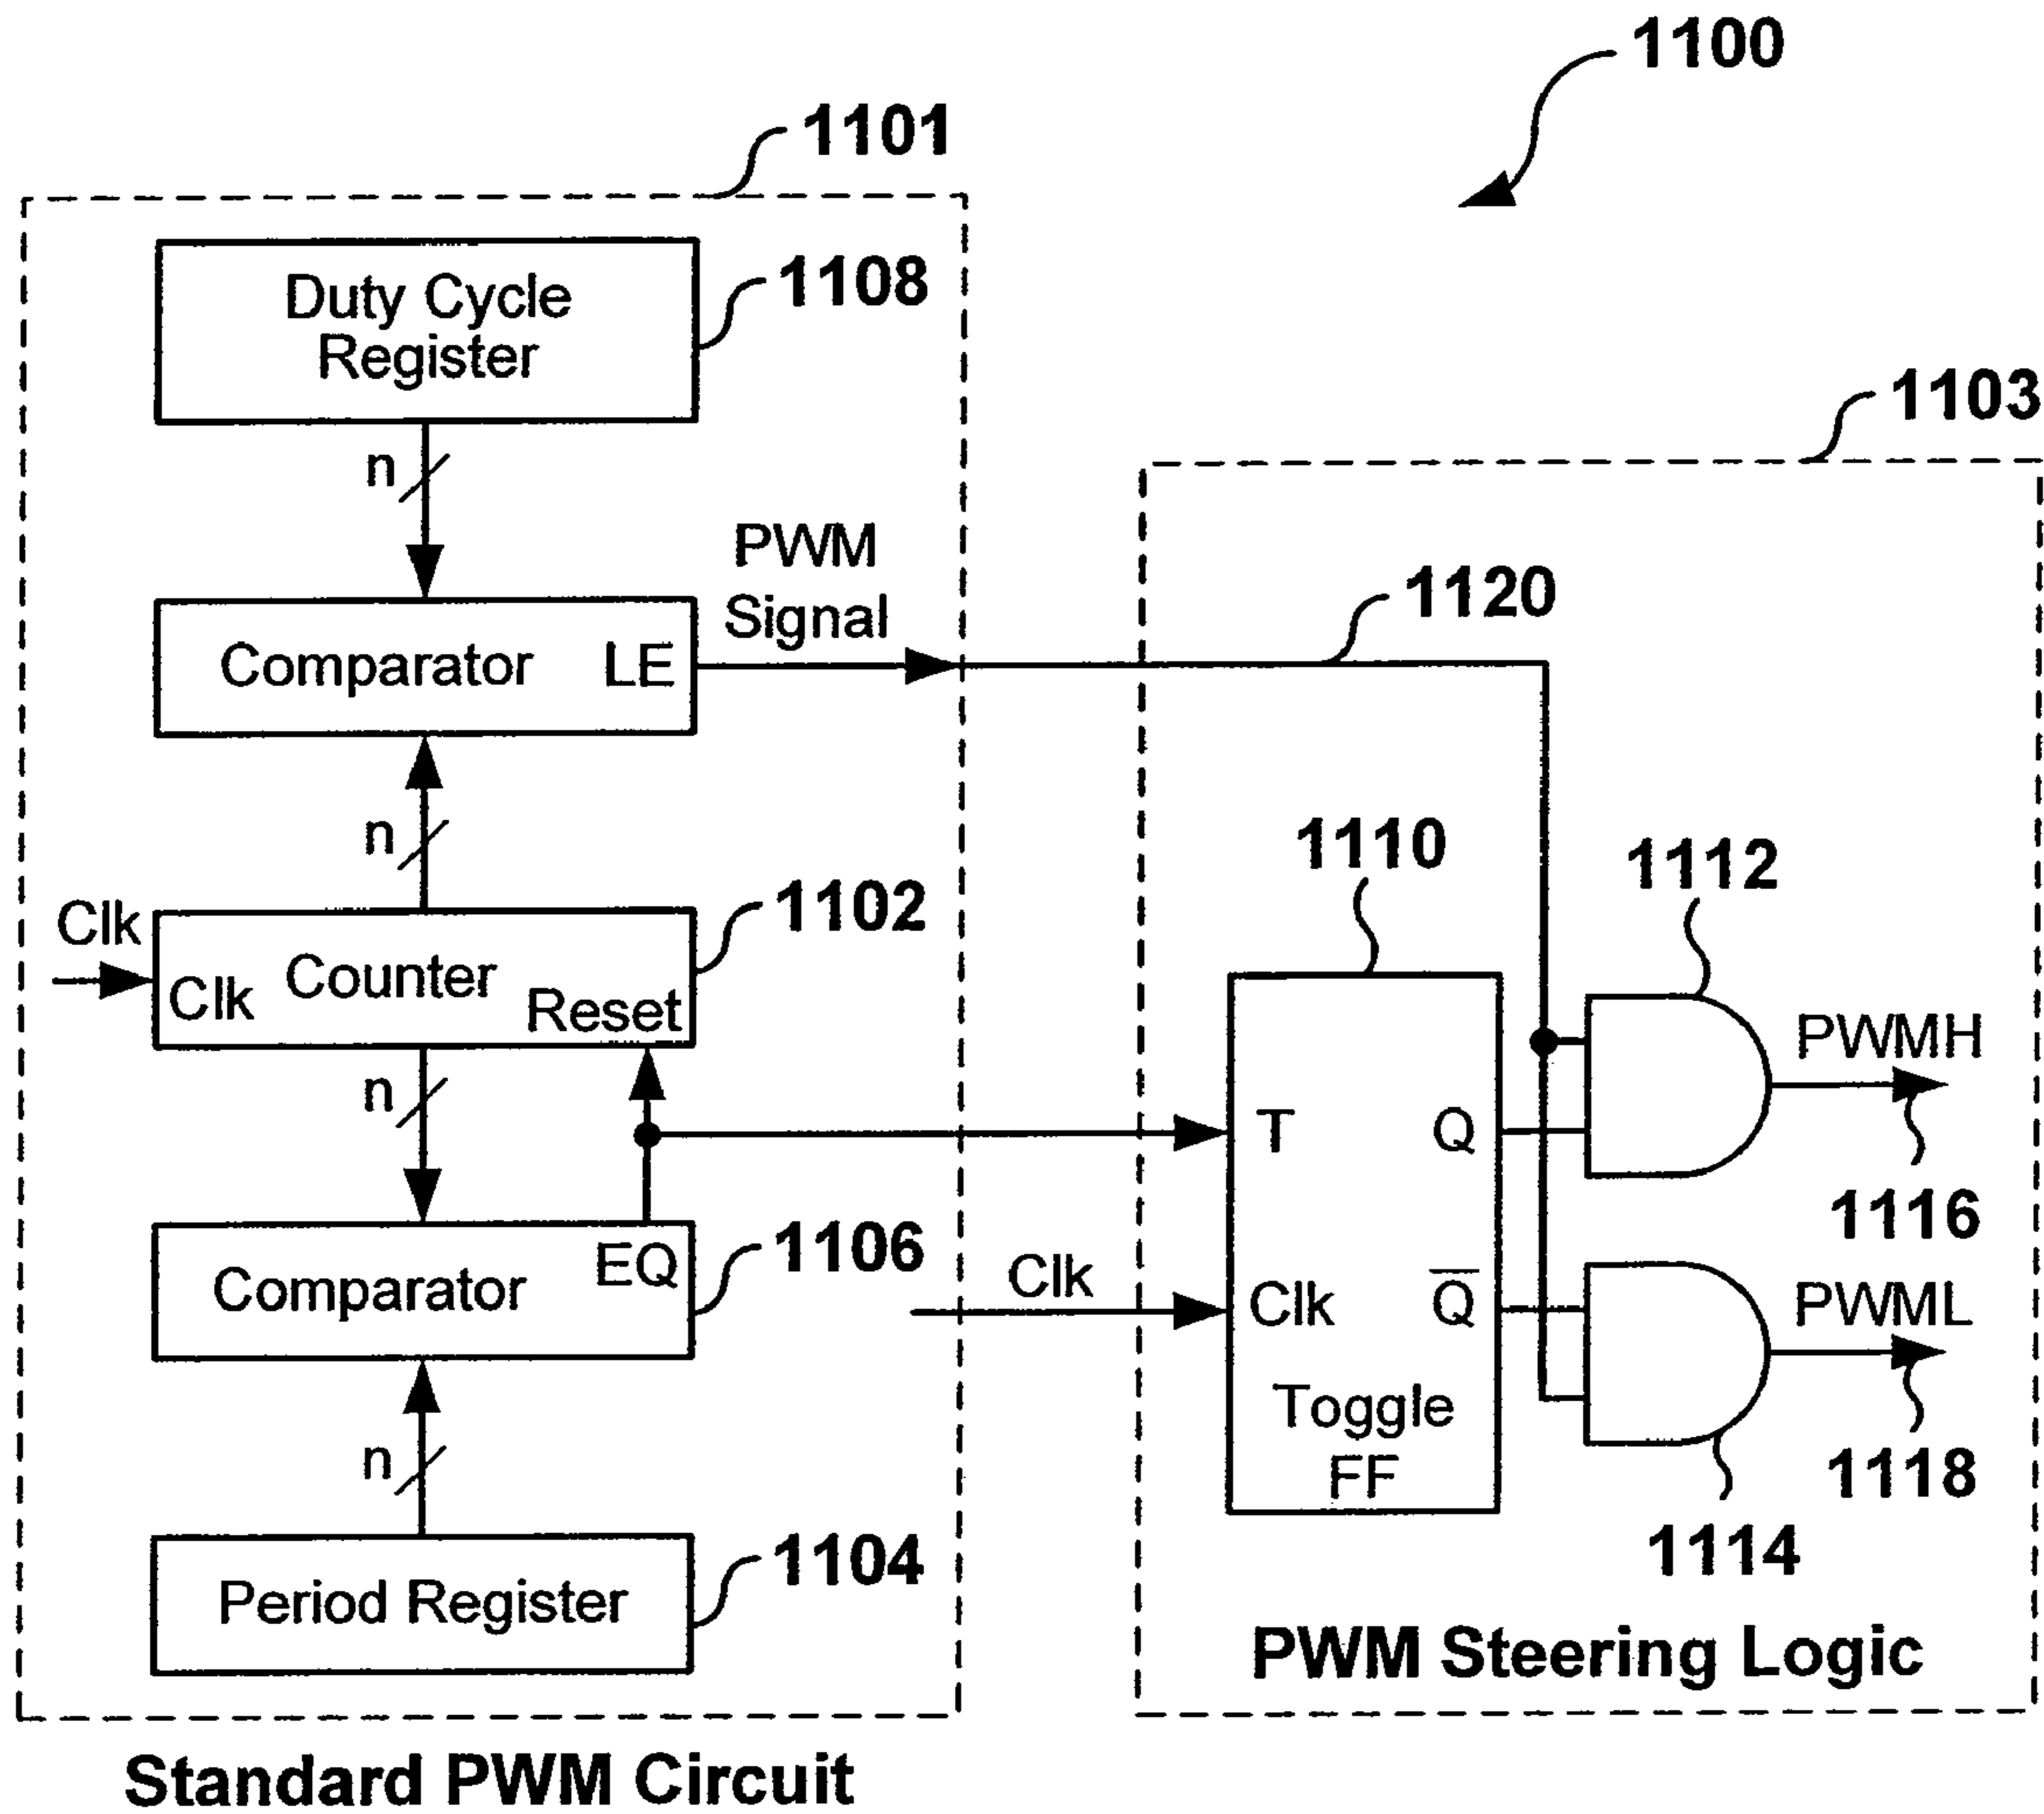 1100
1101
Duty Cycle
Register
1108
n
PWM
Signal
Comparator LE
1120
1103
n
Clk
Clk Counter Reset
1102
n
1110
1112
PWMH
1116
T Q
Comparator EQ
1106
Clk
Clk Q̅
Toggle
FF
PWML
1118
1114
n
Period Register
1104
PWM Steering Logic
Standard PWM Circuit